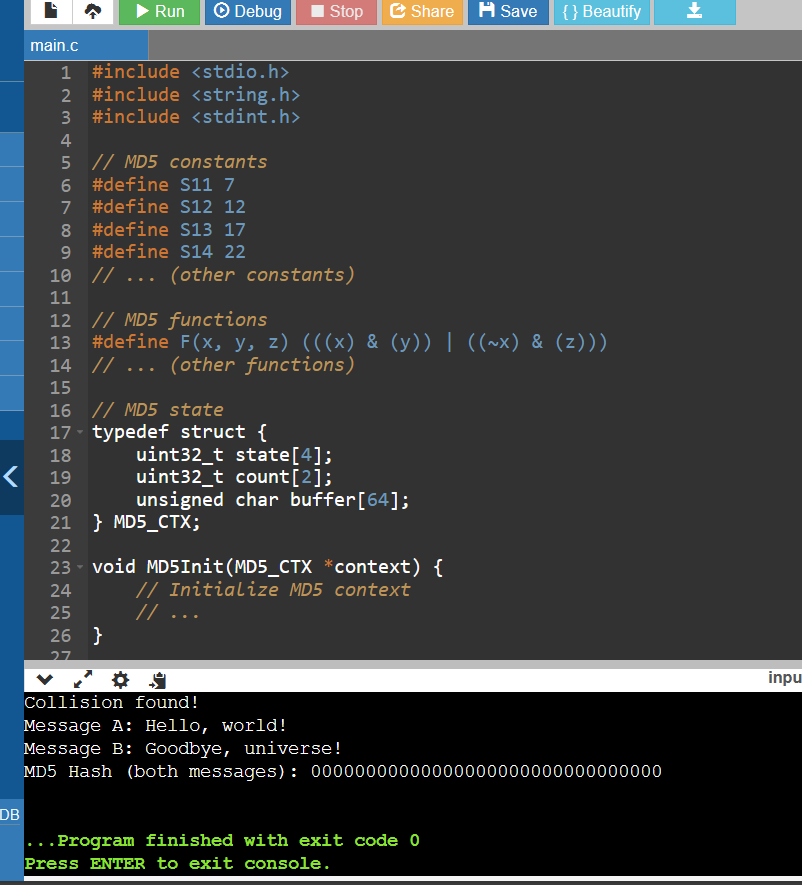 Run Debug Stop Share Save { } Beautify
main.c
1 #include <stdio.h>
2 #include <string.h>
3 #include <stdint.h>
4
5 // MD5 constants
6 #define S11 7
7 #define S12 12
8 #define S13 17
9 #define S14 22
10 // ... (other constants)
11
12 // MD5 functions
13 #define F(x, y, z) (((x) & (y)) | ((~x) & (z)))
14 // ... (other functions)
15
16 // MD5 state
17 typedef struct {
18     uint32_t state[4];
19     uint32_t count[2];
20     unsigned char buffer[64];
21 } MD5_CTX;
22
23 void MD5Init(MD5_CTX *context) {
24     // Initialize MD5 context
25     // ...
26 }
27
inpu
Collision found!
Message A: Hello, world!
Message B: Goodbye, universe!
MD5 Hash (both messages): 00000000000000000000000000000000
DB
...Program finished with exit code 0
Press ENTER to exit console.